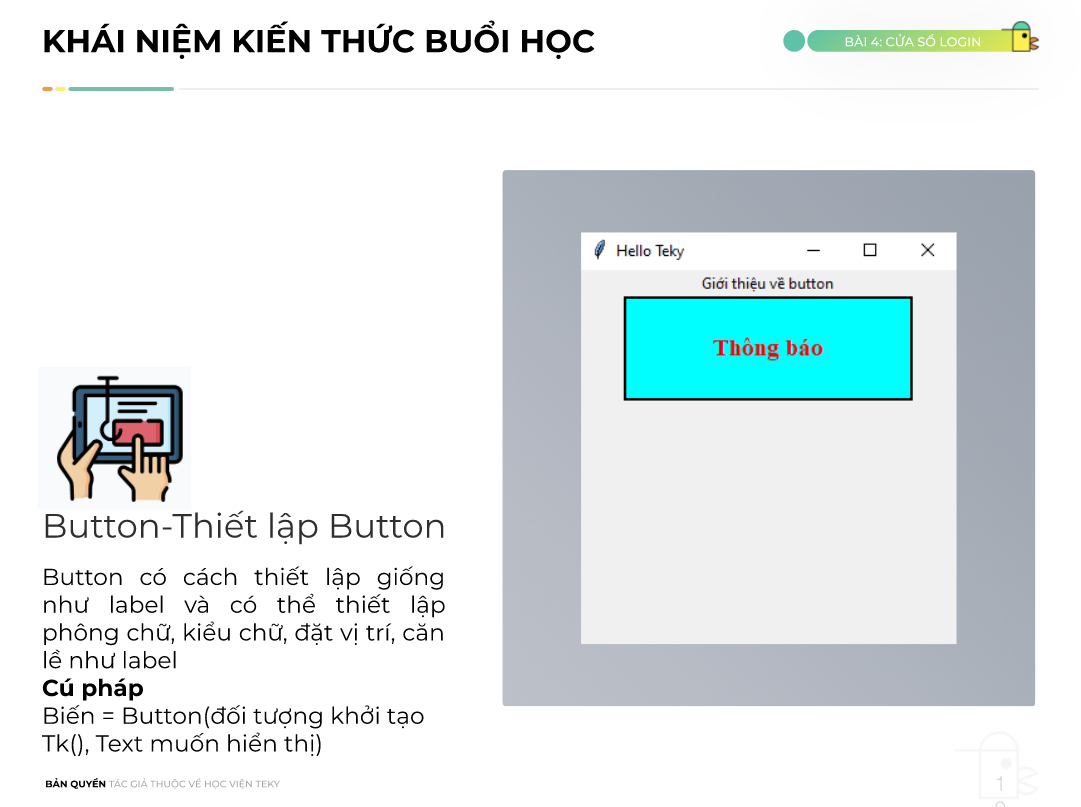 KHÁI NIỆM KIẾN THỨC BUỔI HỌC
BÀI 4: CỬA SỔ LOGIN
Hello Teky
Giới thiệu về button
Thông báo
Button-Thiết lập Button
Button có cách thiết lập giống
như label và có thể thiết lập
phông chữ, kiểu chữ, đặt vị trí, căn
lề như label
Cú pháp
Biến = Button(đối tượng khởi tạo
Tk(), Text muốn hiển thị)
BẢN QUYỀN TÁC GIẢ THUỘC VỀ HỌC VIỆN TEKY
1